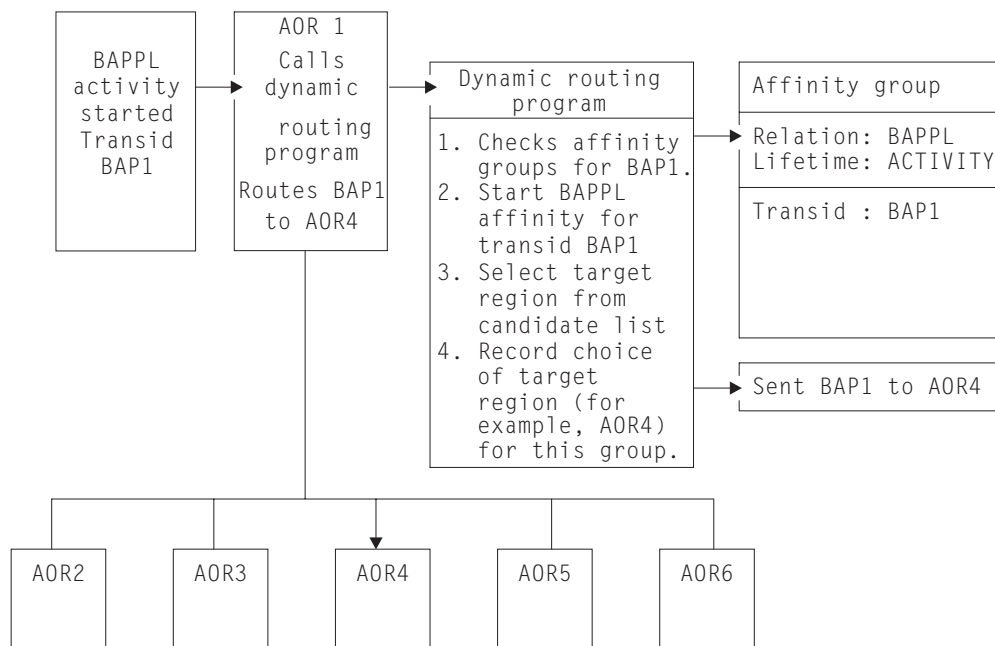 BAPPL
activity
started
Transid
BAP1
AOR 1
Calls
dynamic
routing
program
Routes BAP1
to AOR4
Dynamic routing
program
1. Checks affinity
groups for BAP1.
2. Start BAPPL
affinity for
transid BAP1
3. Select target
region from
candidate list
4. Record choice
of target
region (for
example, AOR4)
for this group.
Affinity group
Relation: BAPPL
Lifetime: ACTIVITY
Transid : BAP1
Sent BAP1 to AOR4
AOR2
AOR3
AOR4
AOR5
AOR6